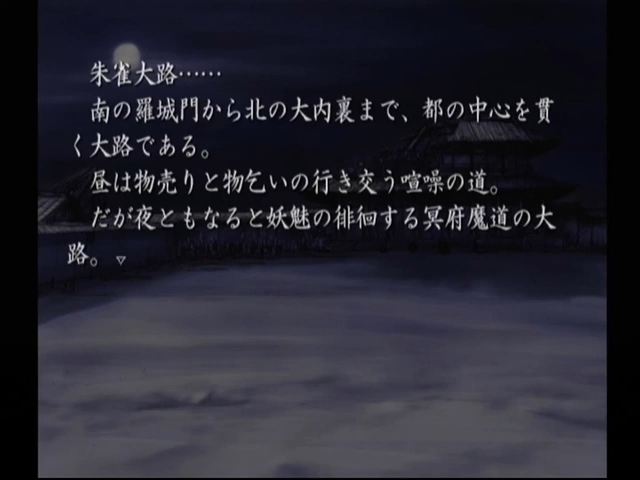 朱雀大路……
南の羅城門から北の大内裏まで、都の中心を貫
く大路である。
昼は物売りと物乞いの行き交う喧噪の道。
だが夜ともなると妖魅の徘徊する冥府魔道の大
路。▽